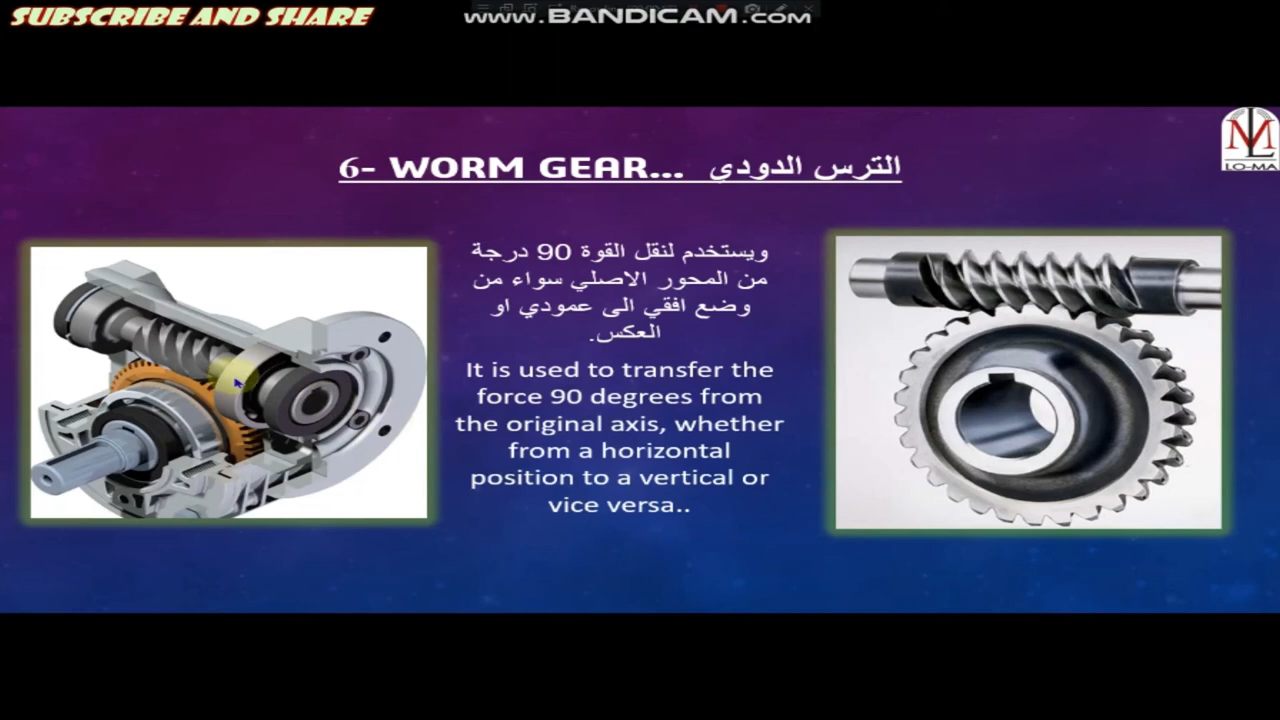 SUBSCRIBE AND SHARE
www.BANDICAM.com
LO-MA
6- WORM GEAR... الترس الدودي
ويستخدم لنقل القوة 90 درجة
من المحور الاصلي سواء من
وضع افقي الى عمودي او
العكس.
It is used to transfer the
force 90 degrees from
the original axis, whether
from a horizontal
position to a vertical or
vice versa..